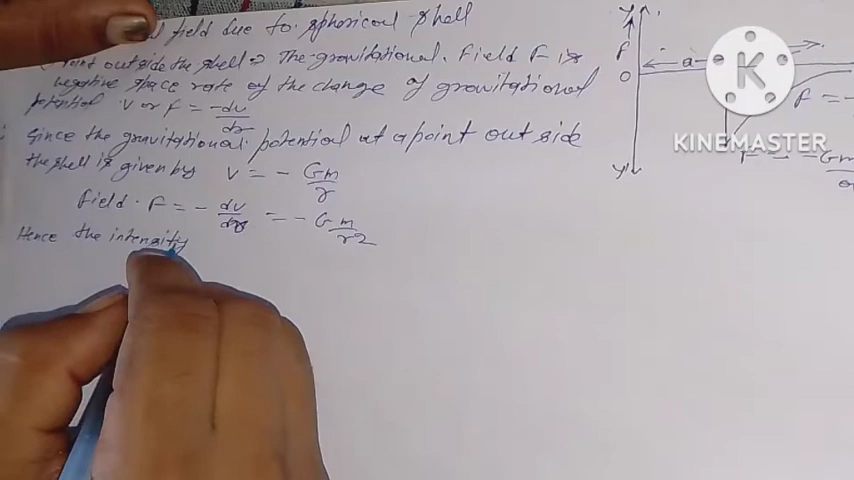 field due to spherical shell
Point outside the shell → The gravitational. Field F is
negative space rate of the change of gravitational
potential V or F = -dv/dr
Since the gravitational potential at a point out side
the shell is given by V = - Gm/r
Field. F = - dv/dr = - G m/r2
Hence the intensity
Y
F
O
a
Y'
F = -
F = - Gm/a
K
KINEMASTER